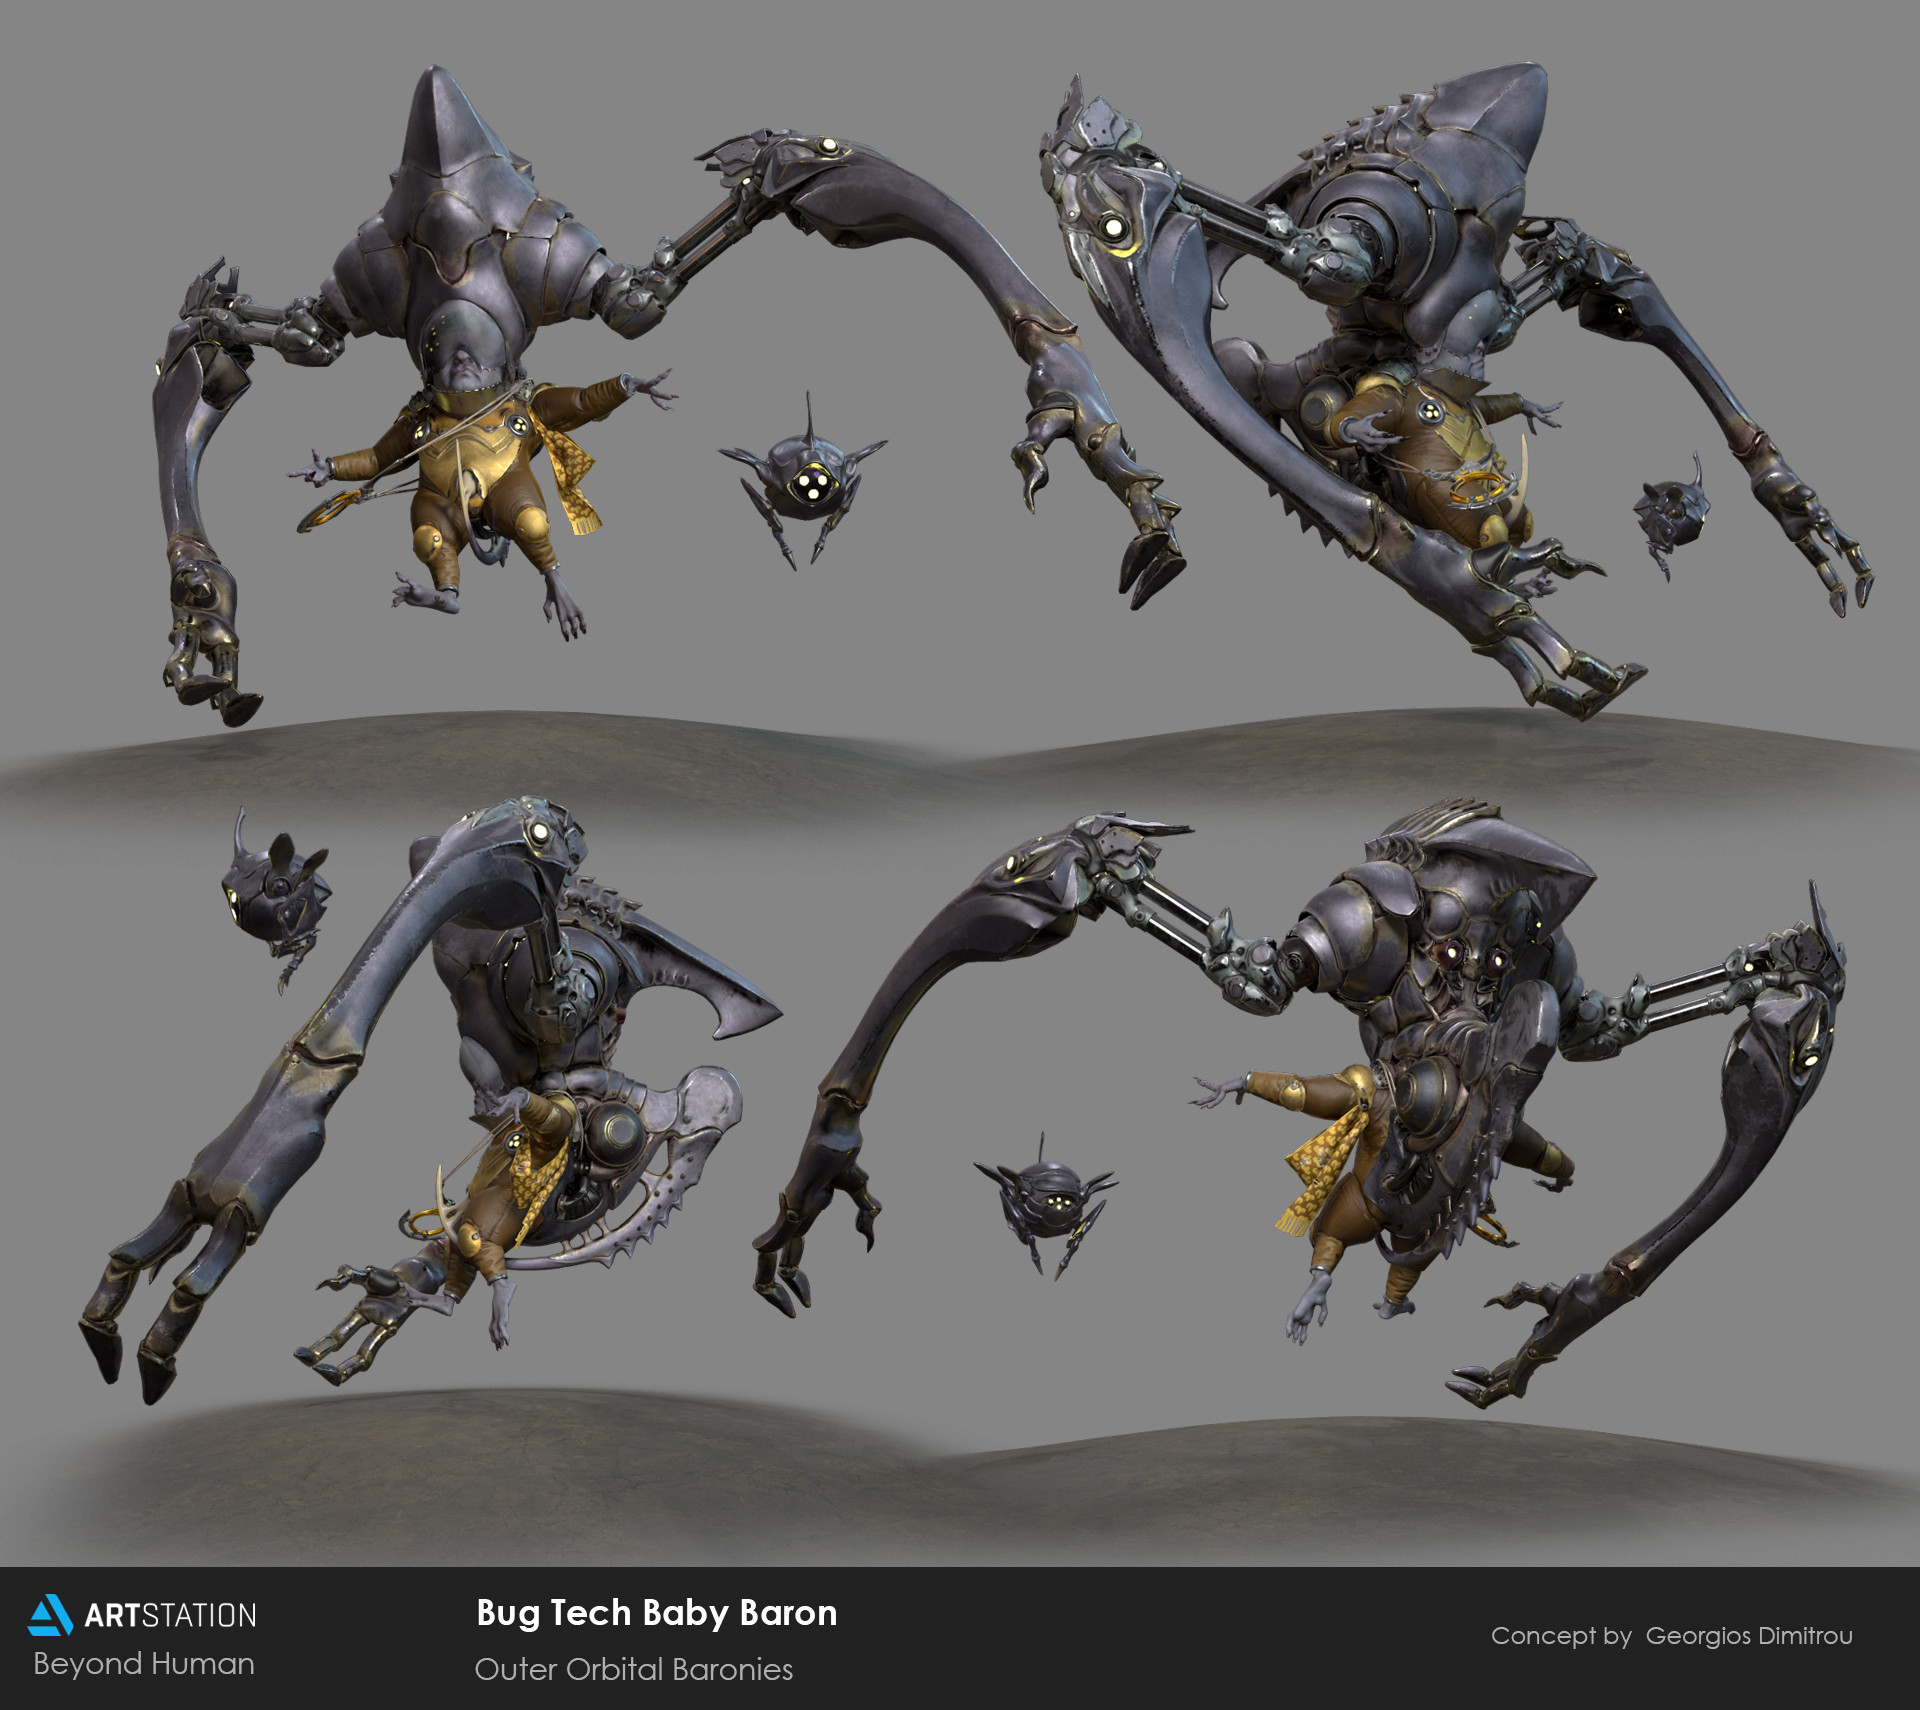 ARTSTATION
Beyond Human
Bug Tech Baby Baron
Outer Orbital Baronies
Concept by Georgios Dimitrou